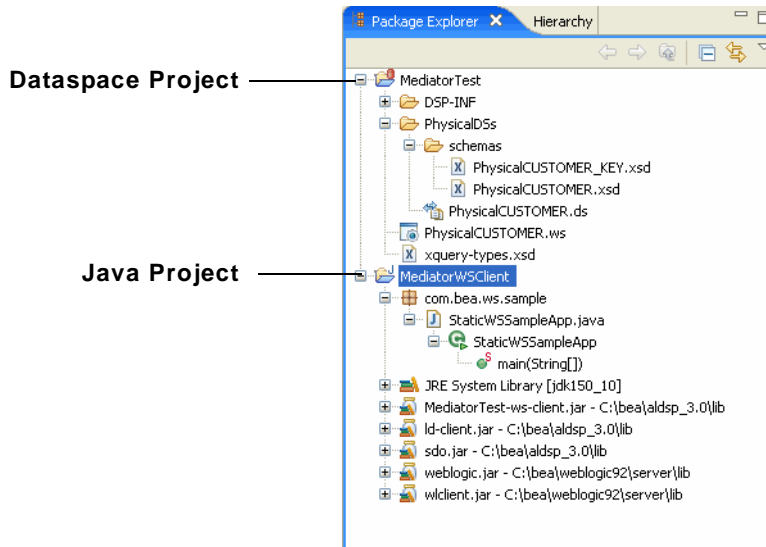 Package Explorer
Hierarchy
Dataspace Project
MediatorTest
DSP-INF
PhysicalDSs
schemas
PhysicalCUSTOMER_KEY.xsd
PhysicalCUSTOMER.xsd
PhysicalCUSTOMER.ds
PhysicalCUSTOMER.ws
xquery-types.xsd
Java Project
MediatorWSClient
com.bea.ws.sample
StaticWSSampleApp.java
StaticWSSampleApp
main(String[])
JRE System Library [jdk150_10]
MediatorTest-ws-client.jar - C:\bea\aldsp_3.0\lib
ld-client.jar - C:\bea\aldsp_3.0\lib
sdo.jar - C:\bea\aldsp_3.0\lib
weblogic.jar - C:\bea\weblogic92\server\lib
wlclient.jar - C:\bea\weblogic92\server\lib